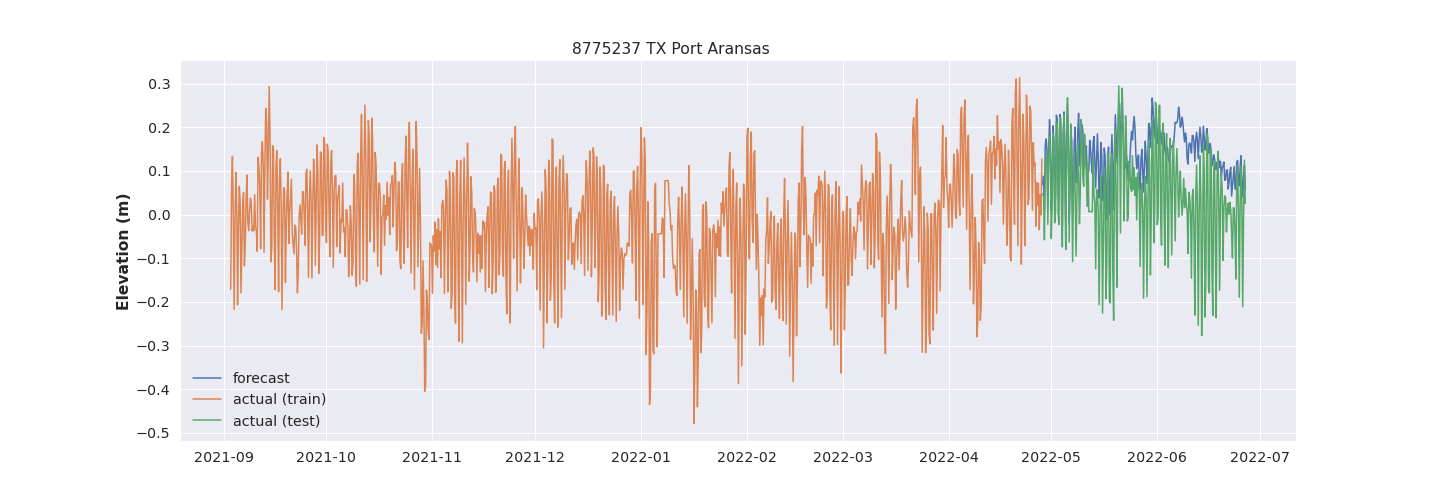 8775237 TX Port Aransas
Elevation (m)
0.3
0.2
0.1
0.0
−0.1
−0.2
−0.3
−0.4
−0.5
forecast
actual (train)
actual (test)
2021-09 2021-10 2021-11 2021-12 2022-01 2022-02 2022-03 2022-04 2022-05 2022-06 2022-07